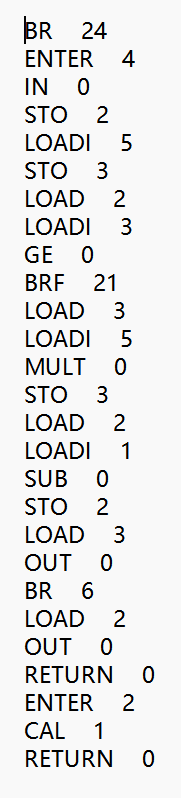 BR 24
ENTER 4
IN 0
STO 2
LOADI 5
STO 3
LOAD 2
LOADI 3
GE 0
BRF 21
LOAD 3
LOADI 5
MULT 0
STO 3
LOAD 2
LOADI 1
SUB 0
STO 2
LOAD 3
OUT 0
BR 6
LOAD 2
OUT 0
RETURN 0
ENTER 2
CAL 1
RETURN 0